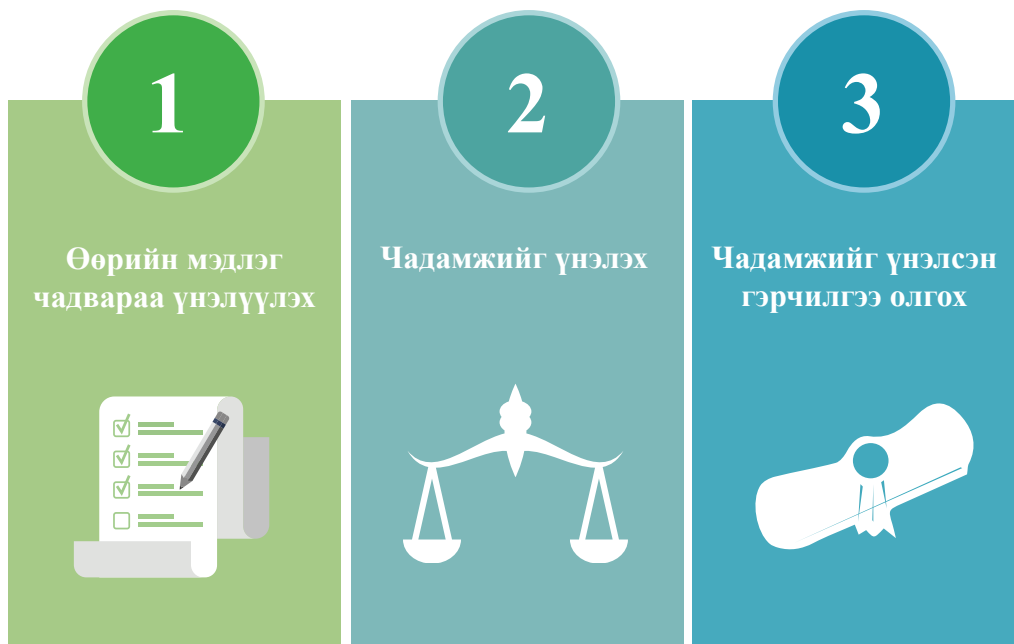 1
Өөрийн мэдлэг
чадвараа үнэлүүлэх
2
Чадамжийг үнэлэх
3
Чадамжийг үнэлсэн
гэрчилгээ олгох